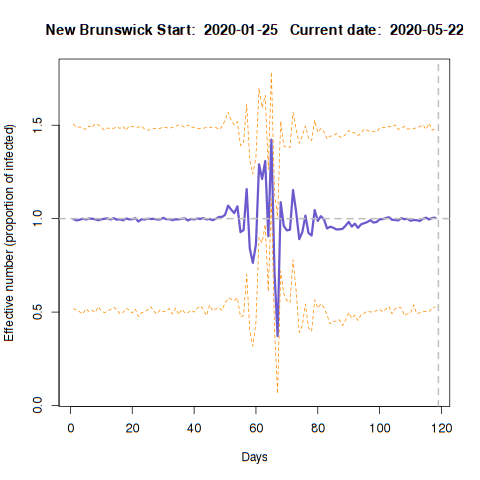 New Brunswick Start: 2020-01-25 Current date: 2020-05-22
Effective number (proportion of infected)
1.5
1.0
0.5
0.0
0 20 40 60 80 100 120
Days